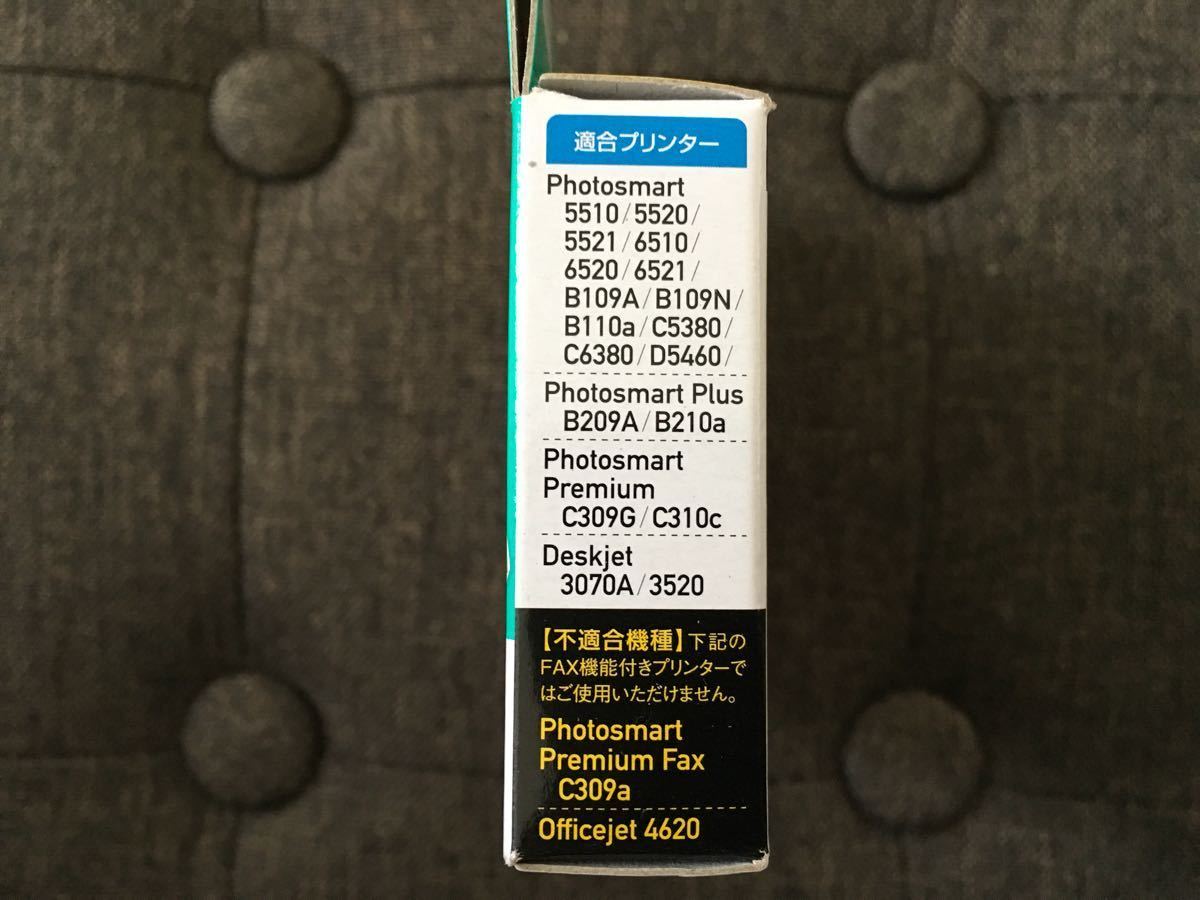 適合プリンター
Photosmart
5510/5520/
5521/6510/
6520/6521/
B109A/B109N/
B110a/C5380/
C6380/D5460/
Photosmart Plus
B209A/B210a
Photosmart
Premium
C309G/C310c
Deskjet
3070A/3520
【不適合機種】下記の
FAX機能付きプリンターで
はご使用いただけません。
Photosmart
Premium Fax
C309a
Officejet 4620